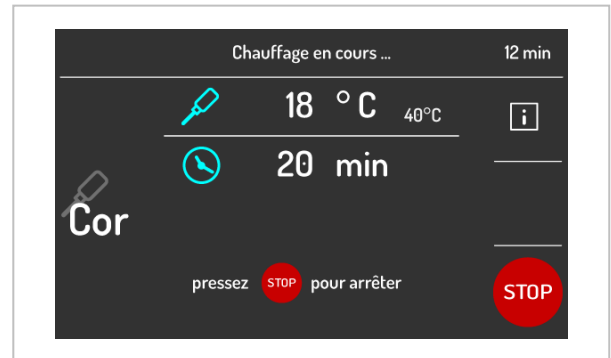 Chauffage en cours ... 12 min
18 °C 40°C i
20 min
Cor
pressez STOP pour arrêter STOP